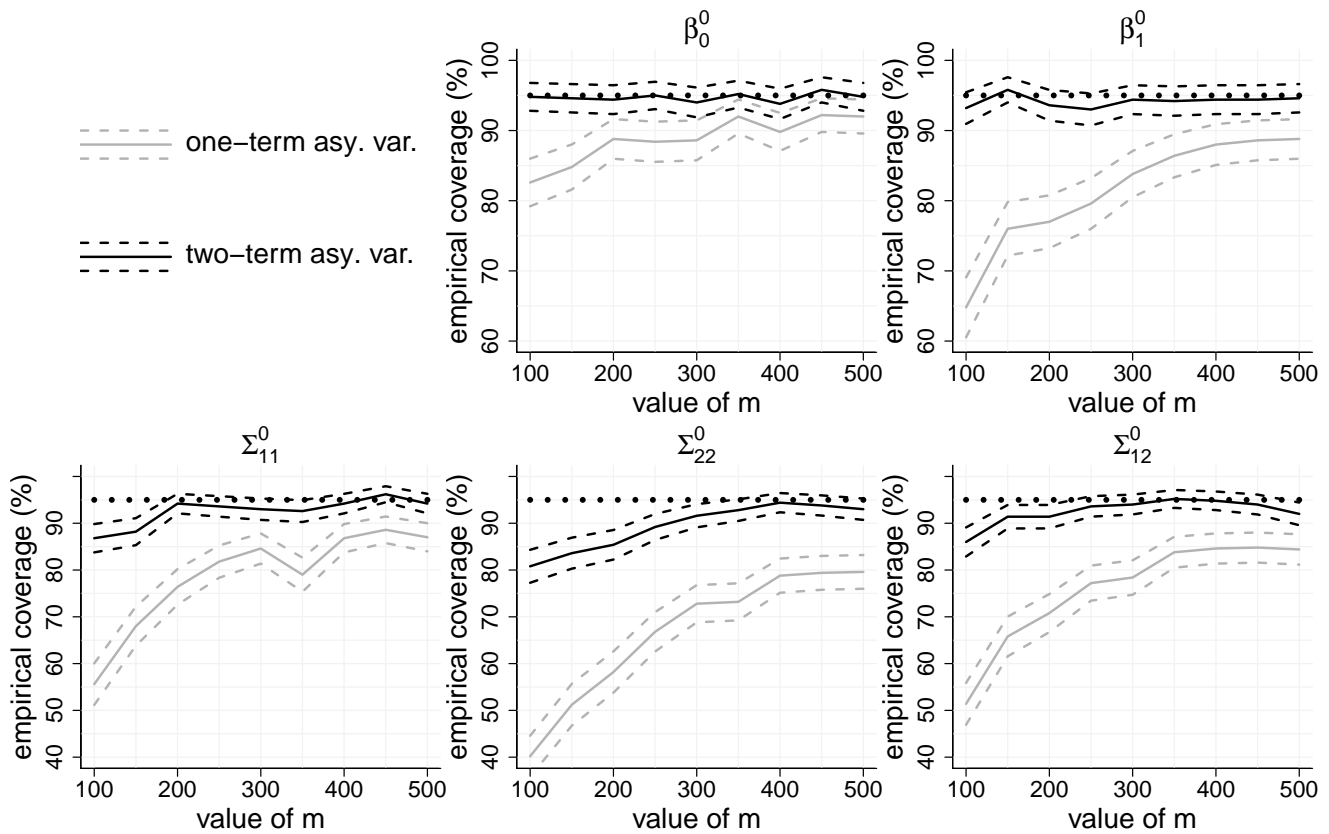 one−term asy. var.
two−term asy. var.
β₀⁰
empirical coverage (%)
60 70 80 90 100
100 200 300 400 500
value of m
β₁⁰
empirical coverage (%)
60 70 80 90 100
100 200 300 400 500
value of m
Σ₁₁⁰
empirical coverage (%)
40 50 60 70 80 90
100 200 300 400 500
value of m
Σ₂₂⁰
empirical coverage (%)
40 50 60 70 80 90
100 200 300 400 500
value of m
Σ₁₂⁰
empirical coverage (%)
40 50 60 70 80 90
100 200 300 400 500
value of m